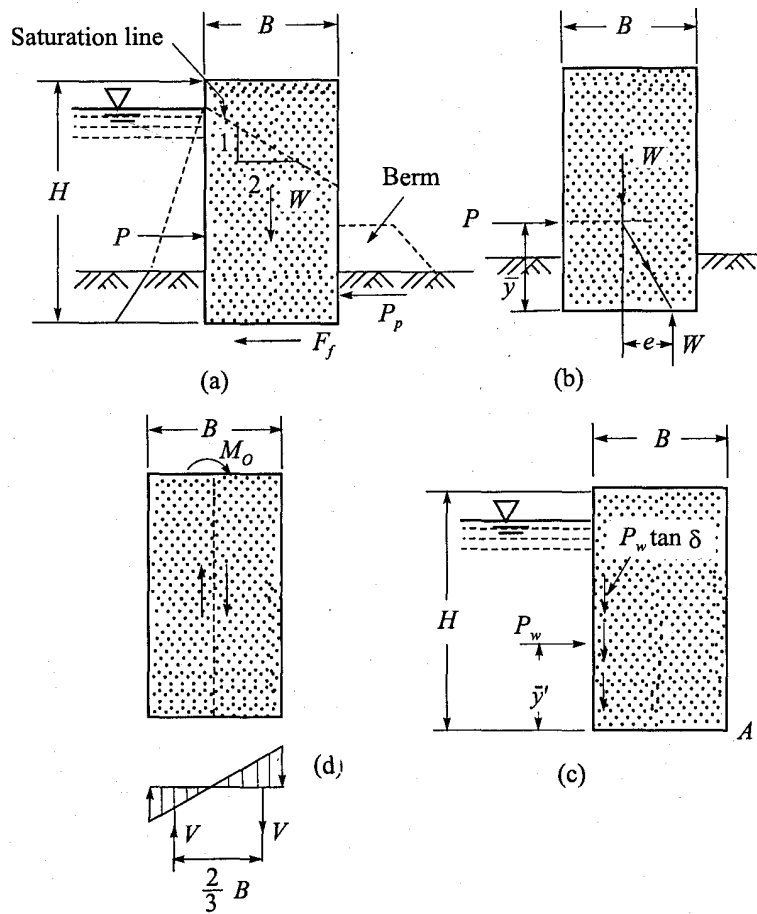 B
Saturation line
1
2
H
W
Berm
P
P_p
F_f
(a)
B
W
P
ȳ
e
W
(b)
B
M_O
(d)
V
V
2/3 B
B
P_w tan δ
H
P_w
ȳ'
A
(c)